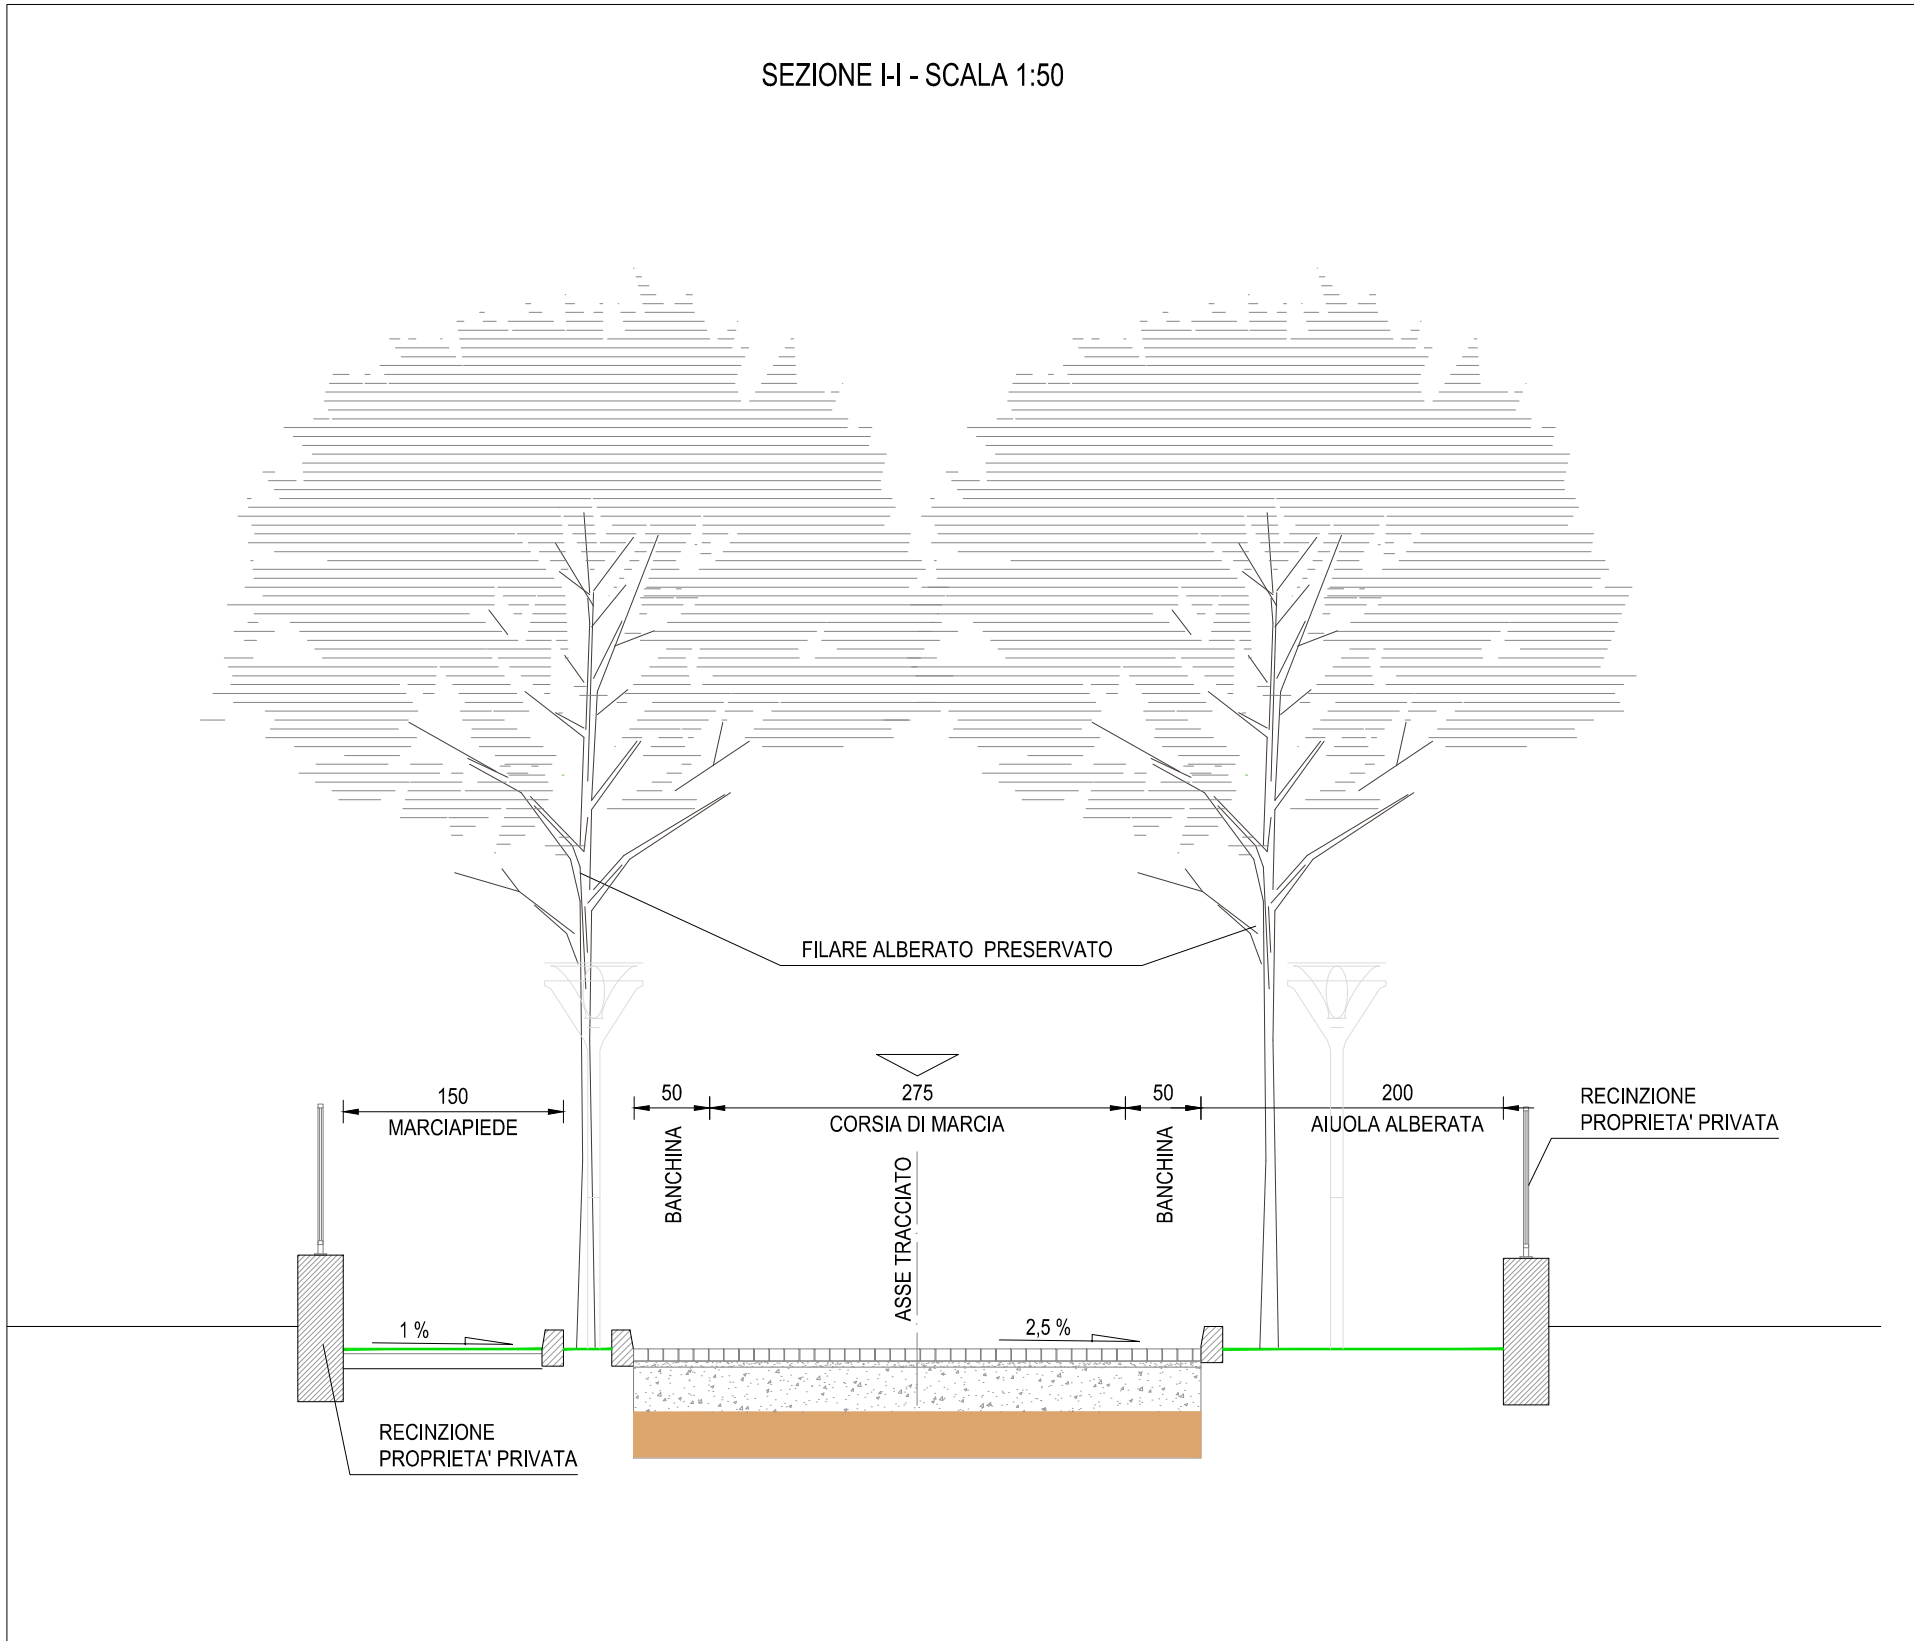 SEZIONE I-I - SCALA 1:50
FILARE ALBERATO PRESERVATO
150
MARCIAPIEDE
50
BANCHINA
275
CORSIA DI MARCIA
ASSE TRACCIATO
50
BANCHINA
200
AIUOLA ALBERATA
RECINZIONE
PROPRIETA' PRIVATA
1 %
2,5 %
RECINZIONE
PROPRIETA' PRIVATA